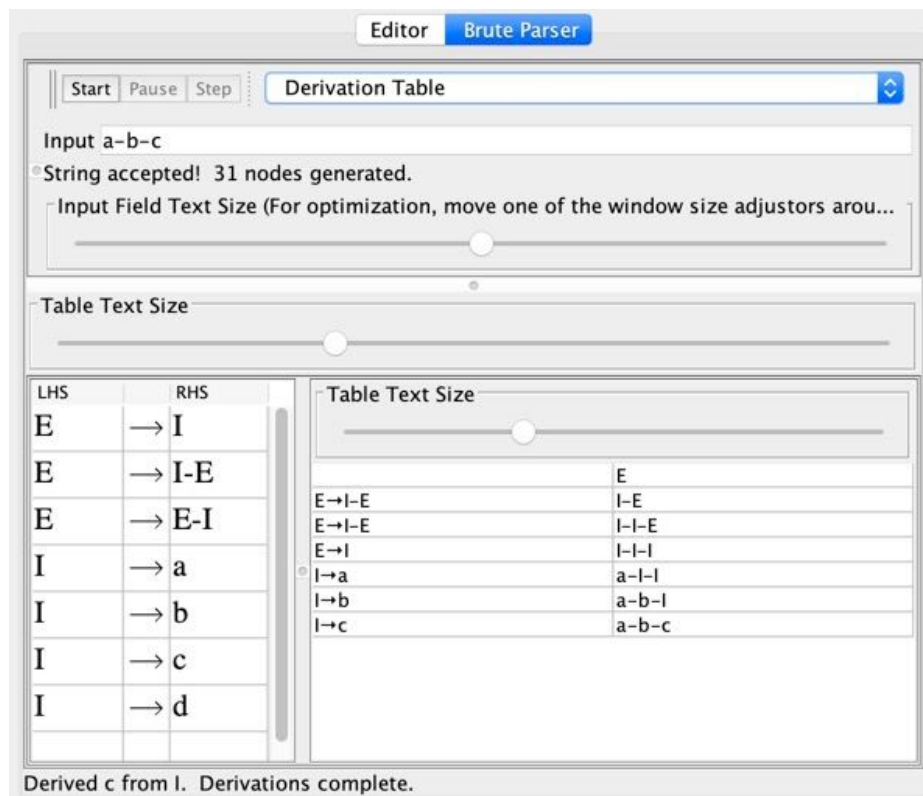 Editor Brute Parser
Start Pause Step Derivation Table
Input a-b-c
String accepted! 31 nodes generated.
Input Field Text Size (For optimization, move one of the window size adjustors arou...
Table Text Size
LHS RHS
E → I
E → I-E
E → E-I
I → a
I → b
I → c
I → d
Table Text Size
E
E→I-E I-E
E→I-E I-I-E
E→I I-I-I
I→a a-I-I
I→b a-b-I
I→c a-b-c
Derived c from I. Derivations complete.